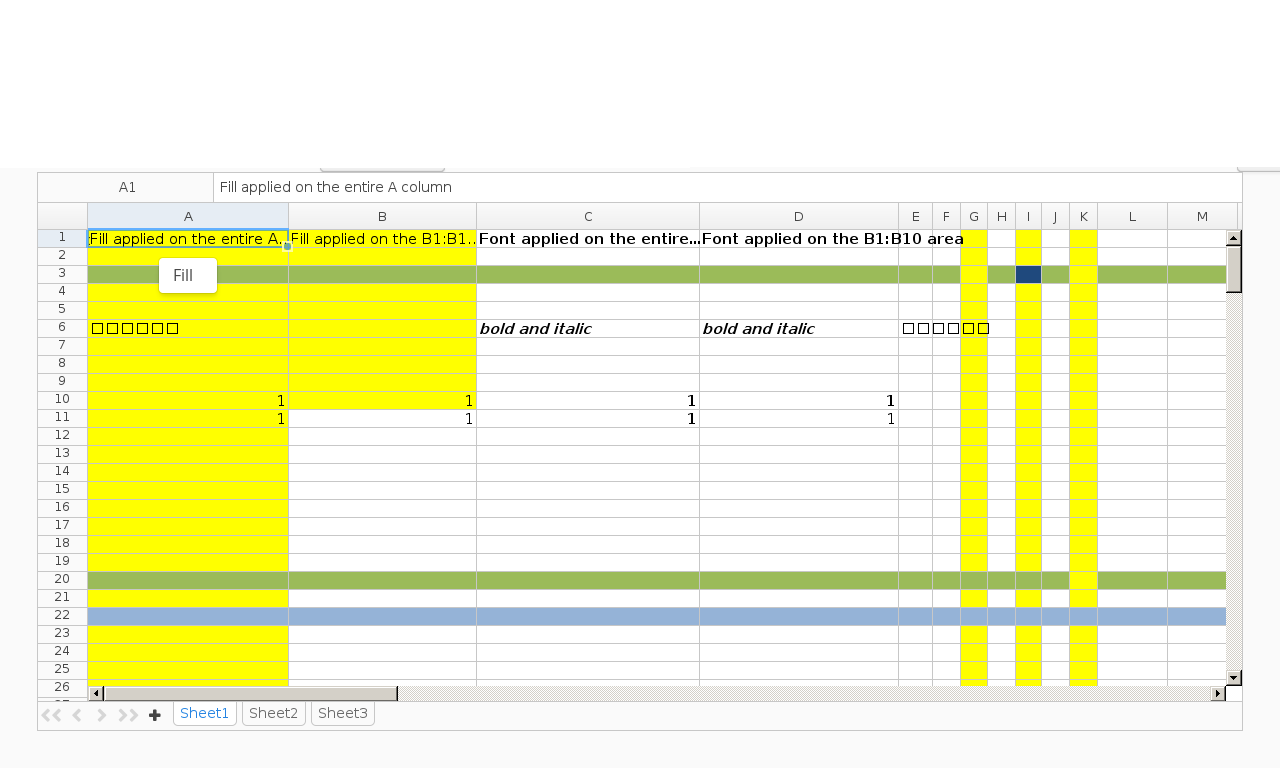 A1 Fill applied on the entire A column
A B C D E F G H I J K L M
1 Fill applied on the entire A... Fill applied on the B1:B1... Font applied on the entire... Font applied on the B1:B10 area
2
3
Fill
4
5
6 □□□□□□ bold and italic bold and italic □□□□□□
7
8
9
10 1 1 1 1
11 1 1 1 1
12
13
14
15
16
17
18
19
20
21
22
23
24
25
26
Sheet1 Sheet2 Sheet3